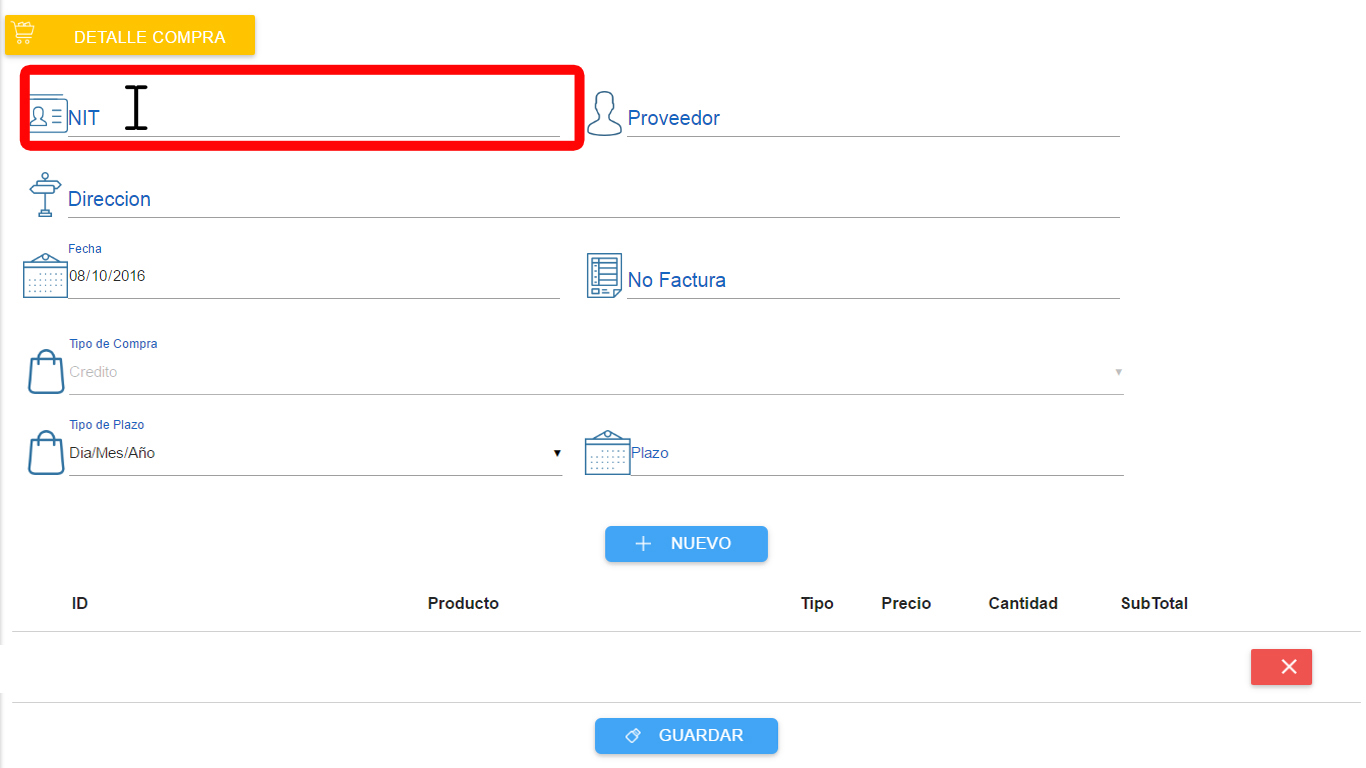 DETALLE COMPRA
NIT
Proveedor
Direccion
Fecha
08/10/2016
No Factura
Tipo de Compra
Credito
Tipo de Plazo
Dia/Mes/Año
Plazo
NUEVO
ID Producto Tipo Precio Cantidad SubTotal
GUARDAR